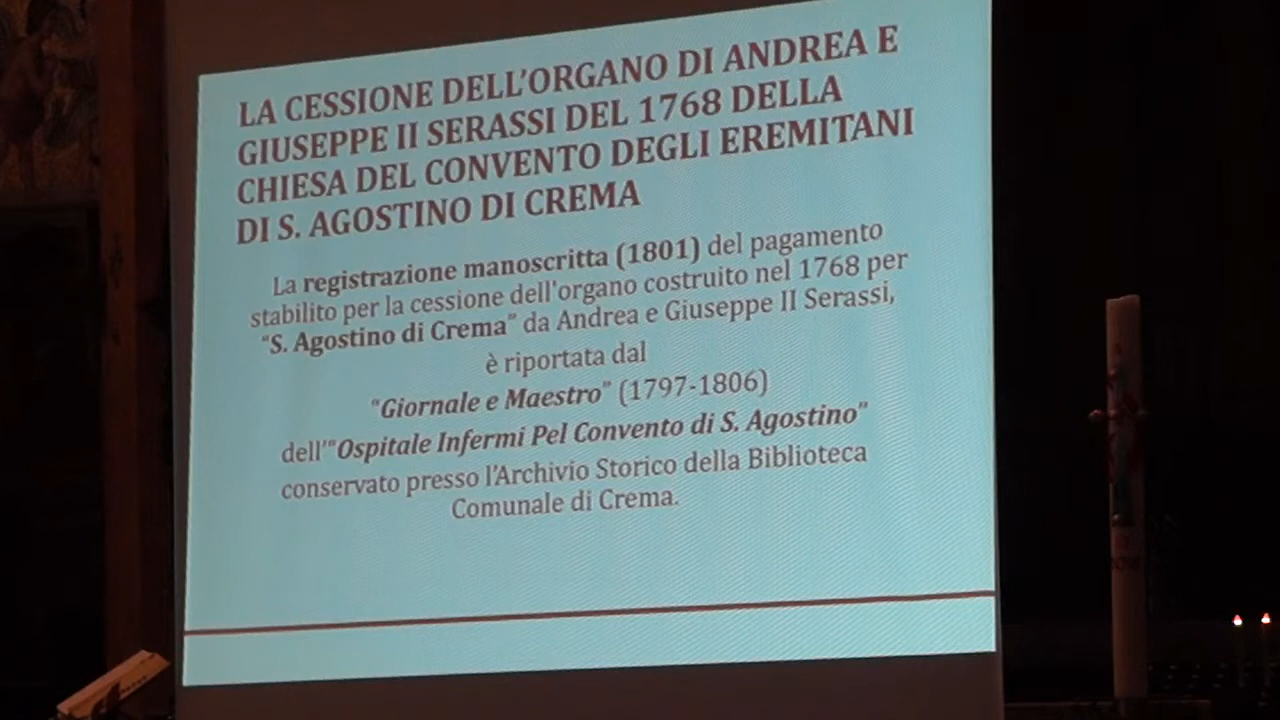 LA CESSIONE DELL'ORGANO DI ANDREA E
GIUSEPPE II SERASSI DEL 1768 DELLA
CHIESA DEL CONVENTO DEGLI EREMITANI
DI S. AGOSTINO DI CREMA
La registrazione manoscritta (1801) del pagamento
stabilito per la cessione dell'organo costruito nel 1768 per
"S. Agostino di Crema" da Andrea e Giuseppe II Serassi,
è riportata dal
"Giornale e Maestro" (1797-1806)
dell'"Ospitale Infermi Pel Convento di S. Agostino"
conservato presso l'Archivio Storico della Biblioteca
Comunale di Crema.